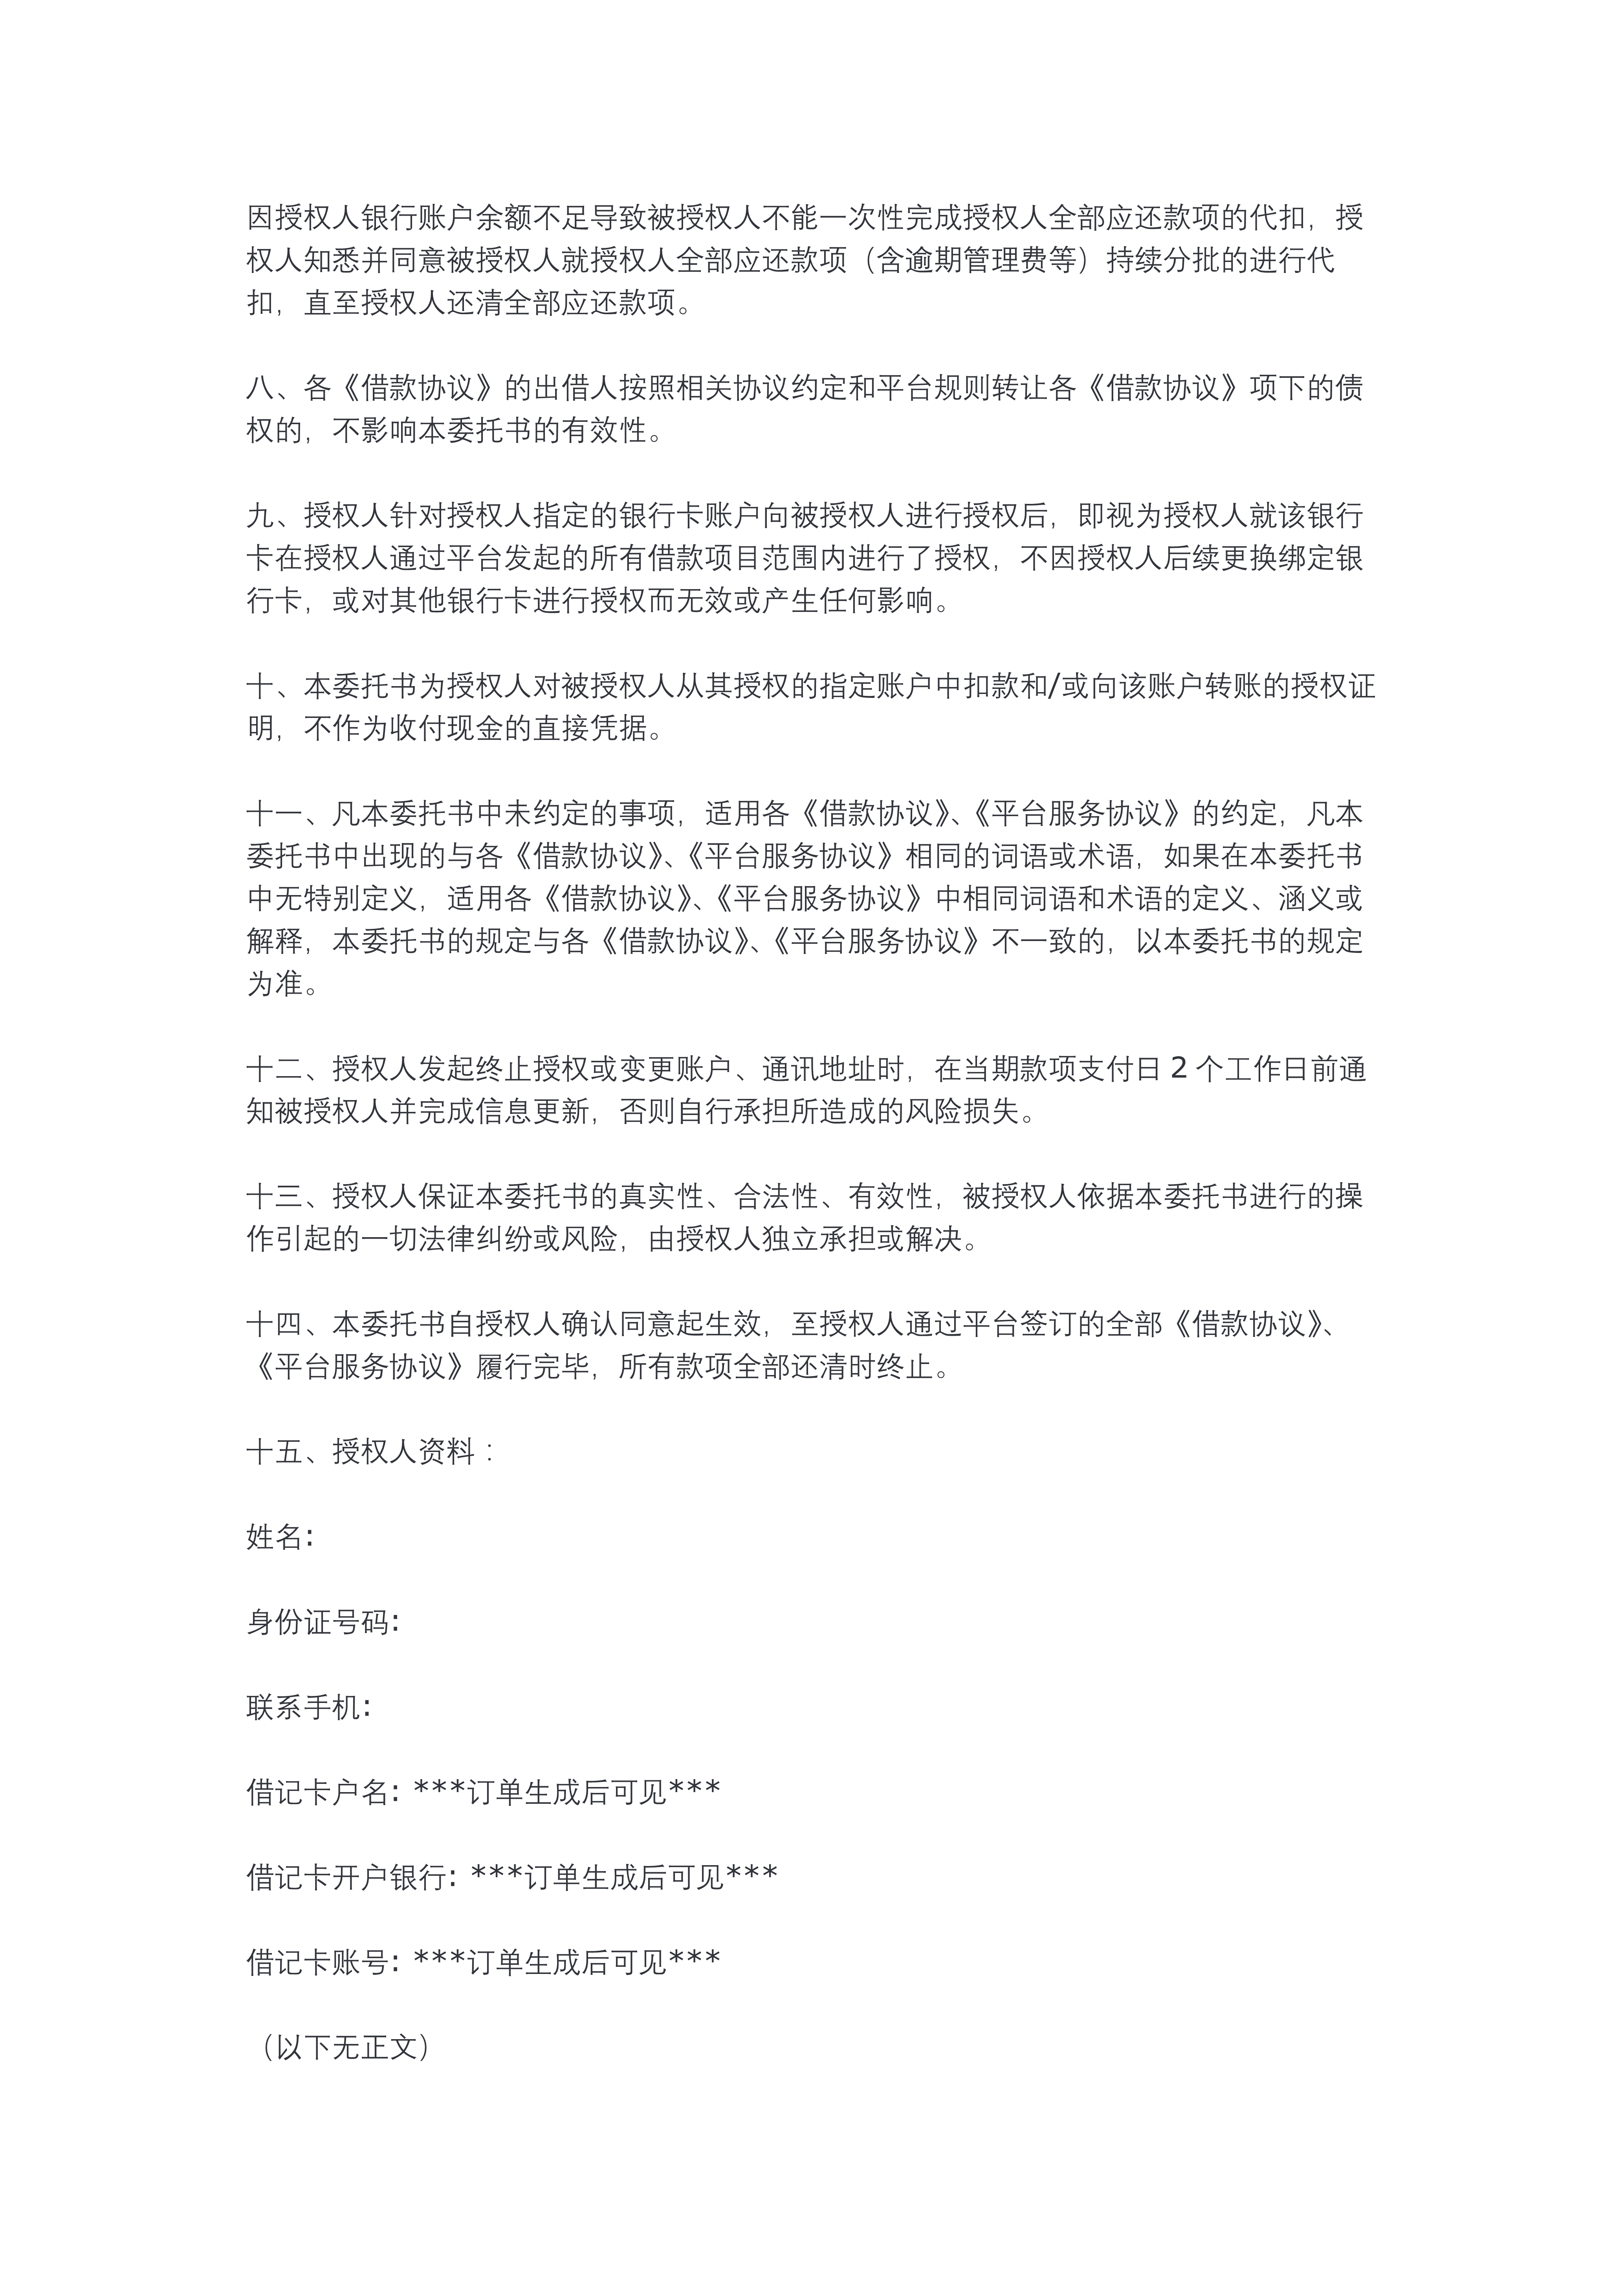 因授权人银行账户余额不足导致被授权人不能一次性完成授权人全部应还款项的代扣，授
权人知悉并同意被授权人就授权人全部应还款项（含逾期管理费等）持续分批的进行代
扣，直至授权人还清全部应还款项。
八、各《借款协议》的出借人按照相关协议约定和平台规则转让各《借款协议》项下的债
权的，不影响本委托书的有效性。
九、授权人针对授权人指定的银行卡账户向被授权人进行授权后，即视为授权人就该银行
卡在授权人通过平台发起的所有借款项目范围内进行了授权，不因授权人后续更换绑定银
行卡，或对其他银行卡进行授权而无效或产生任何影响。
十、本委托书为授权人对被授权人从其授权的指定账户中扣款和/或向该账户转账的授权证
明，不作为收付现金的直接凭据。
十一、凡本委托书中未约定的事项，适用各《借款协议》、《平台服务协议》的约定，凡本
委托书中出现的与各《借款协议》、《平台服务协议》相同的词语或术语，如果在本委托书
中无特别定义，适用各《借款协议》、《平台服务协议》中相同词语和术语的定义、涵义或
解释，本委托书的规定与各《借款协议》、《平台服务协议》不一致的，以本委托书的规定
为准。
十二、授权人发起终止授权或变更账户、通讯地址时，在当期款项支付日 2 个工作日前通
知被授权人并完成信息更新，否则自行承担所造成的风险损失。
十三、授权人保证本委托书的真实性、合法性、有效性，被授权人依据本委托书进行的操
作引起的一切法律纠纷或风险，由授权人独立承担或解决。
十四、本委托书自授权人确认同意起生效，至授权人通过平台签订的全部《借款协议》、
《平台服务协议》履行完毕，所有款项全部还清时终止。
十五、授权人资料：
姓名:
身份证号码:
联系手机:
借记卡户名: ***订单生成后可见***
借记卡开户银行: ***订单生成后可见***
借记卡账号: ***订单生成后可见***
（以下无正文）